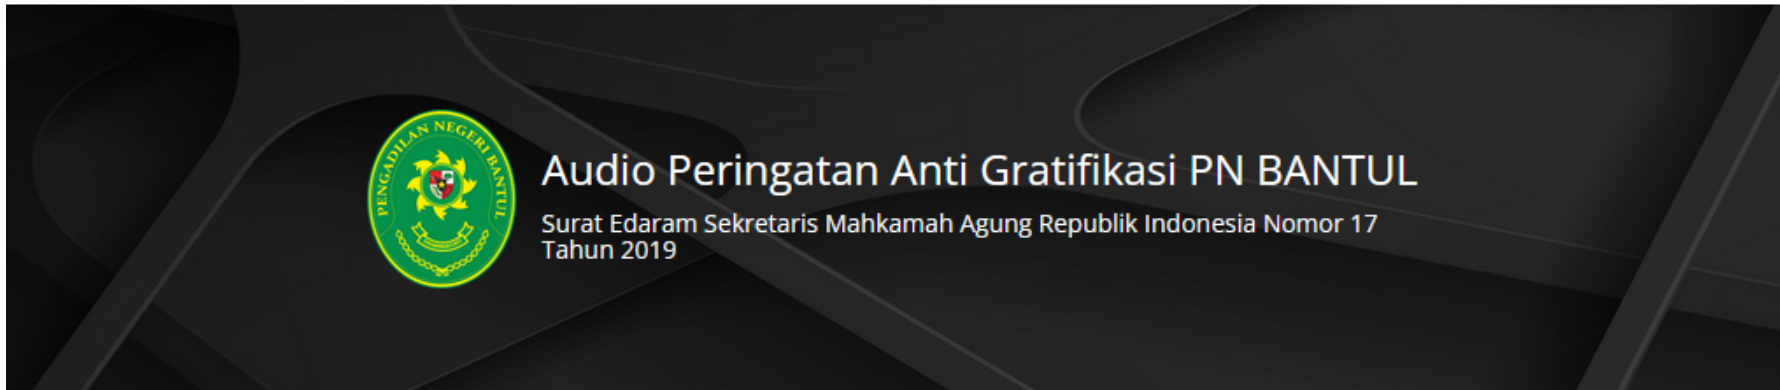 PENGADILAN NEGERI BANTUL
Audio Peringatan Anti Gratifikasi PN BANTUL
Surat Edaram Sekretaris Mahkamah Agung Republik Indonesia Nomor 17
Tahun 2019